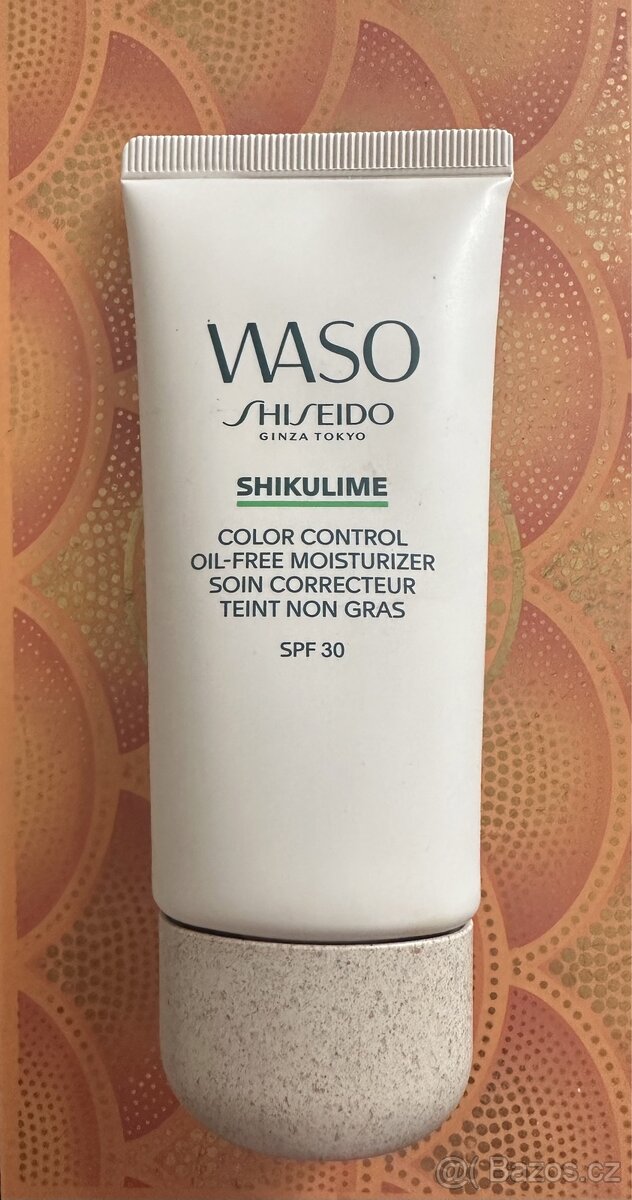 WASO
SHISEIDO
GINZA TOKYO
SHIKULIME
COLOR CONTROL
OIL-FREE MOISTURIZER
SOIN CORRECTEUR
TEINT NON GRAS
SPF 30
@( Bazos.cz